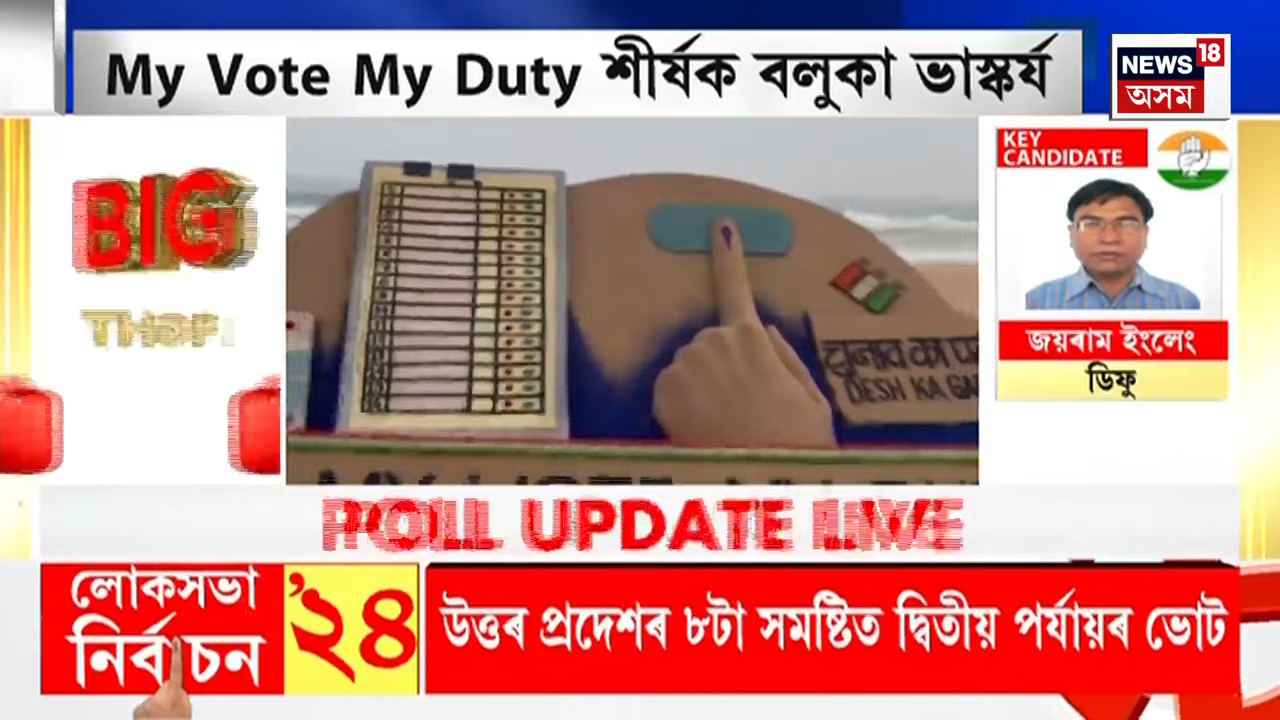 My Vote My Duty শীৰ্ষক বলুকা ভাস্কৰ্য
NEWS 18
অসম
BIG
KEY
CANDIDATE
জয়ৰাম ইংলেং
ডিফু
चुनाव का
DESH KA
POLL UPDATE LIVE
লোকসভা
নিৰ্বাচন
'২৪
উত্তৰ প্ৰদেশৰ ৮টা সমষ্টিত দ্বিতীয় পৰ্যায়ৰ ভোট